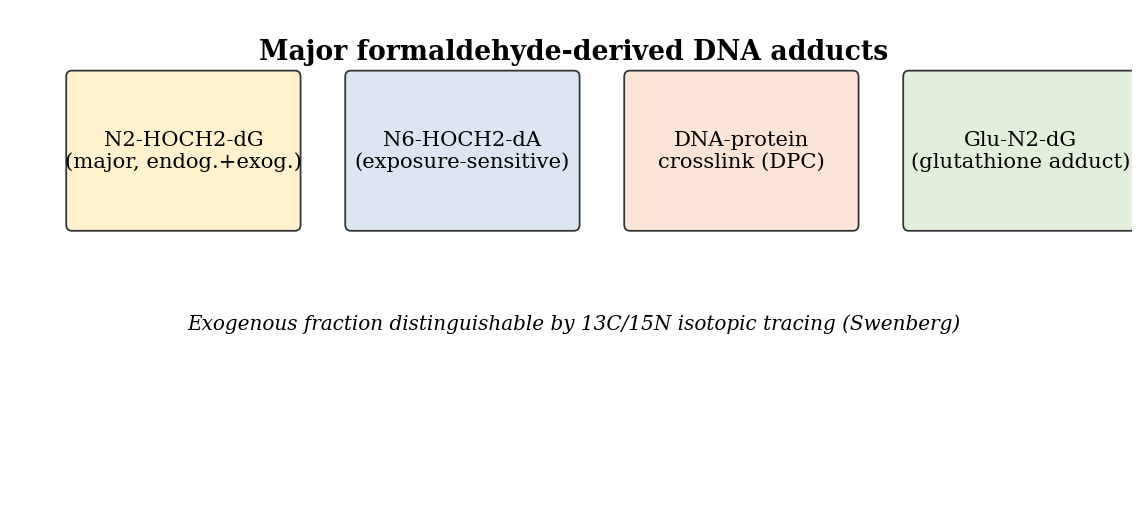 Major formaldehyde-derived DNA adducts
N2-HOCH2-dG
(major, endog.+exog.)
N6-HOCH2-dA
(exposure-sensitive)
DNA-protein
crosslink (DPC)
Glu-N2-dG
(glutathione adduct)
Exogenous fraction distinguishable by 13C/15N isotopic tracing (Swenberg)